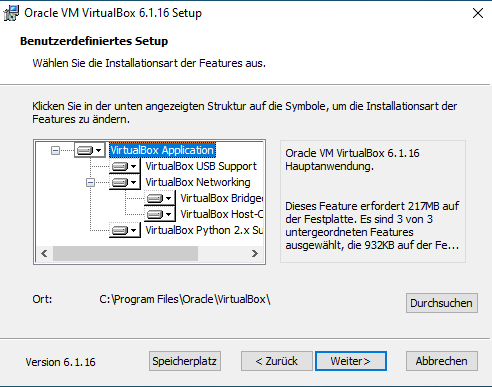 Oracle VM VirtualBox 6.1.16 Setup
Benutzerdefiniertes Setup
Wählen Sie die Installationsart der Features aus.
Klicken Sie in der unten angezeigten Struktur auf die Symbole, um die Installationsart der
Features zu ändern.
VirtualBox Application
VirtualBox USB Support
VirtualBox Networking
VirtualBox Bridged
VirtualBox Host-O
VirtualBox Python 2.x Su
Oracle VM VirtualBox 6.1.16
Hauptanwendung.
Dieses Feature erfordert 217MB auf
der Festplatte. Es sind 3 von 3
untergeordneten Features
ausgewählt, die 932KB auf der Fe...
Ort:
C:\Program Files\Oracle\VirtualBox\
Durchsuchen
Version 6.1.16
Speicherplatz
< Zurück
Weiter>
Abbrechen